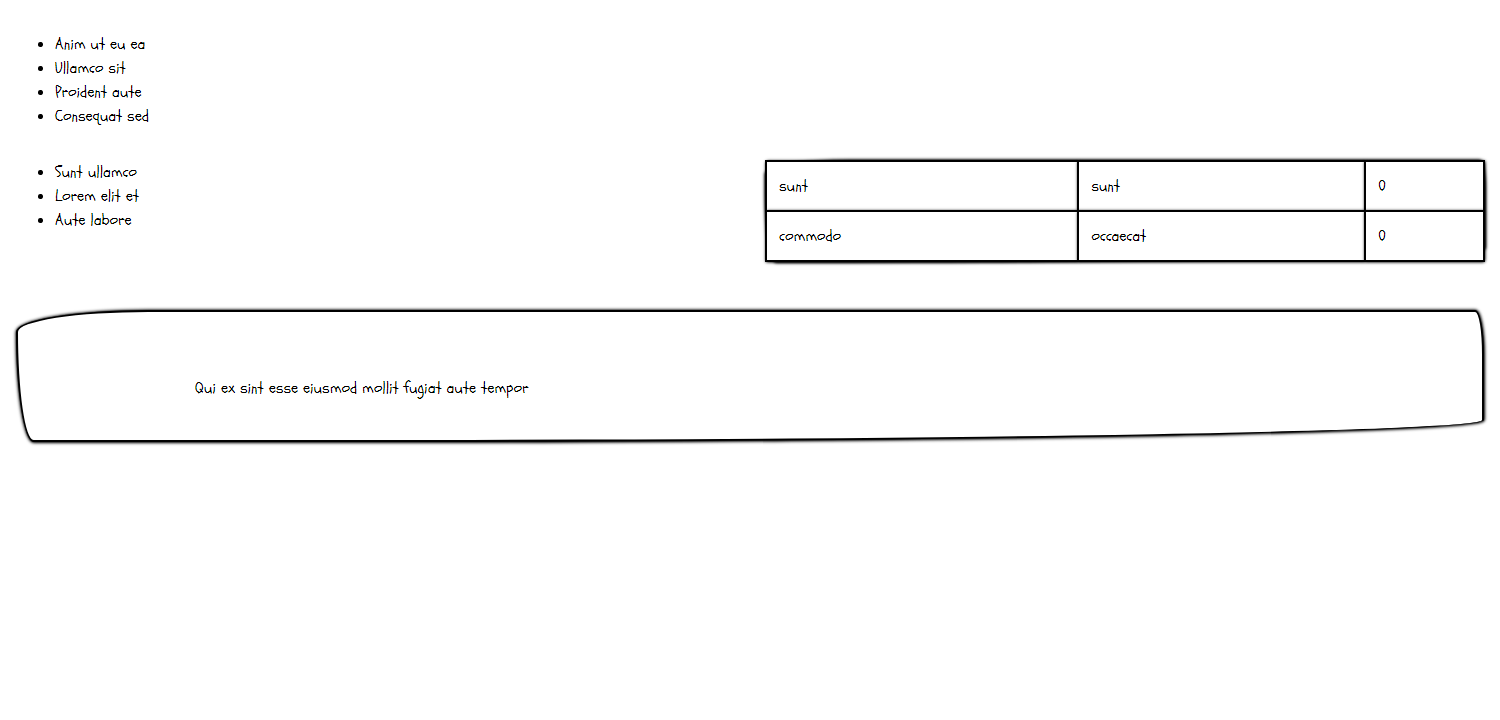 Anim ut eu ea
Ullamco sit
Proident aute
Consequat sed
Sunt ullamco
Lorem elit et
Aute labore
sunt sunt 0
commodo occaecat 0
Qui ex sint esse eiusmod mollit fugiat aute tempor